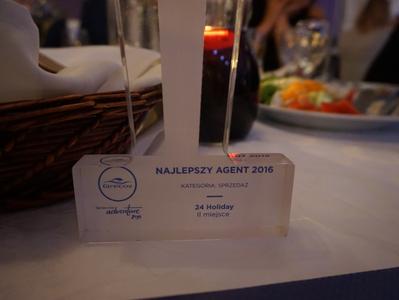 Grecos
adventure
NAJLEPSZY AGENT 2016
KATEGORIA: SPRZEDAŻ
24 Holiday
II miejsce